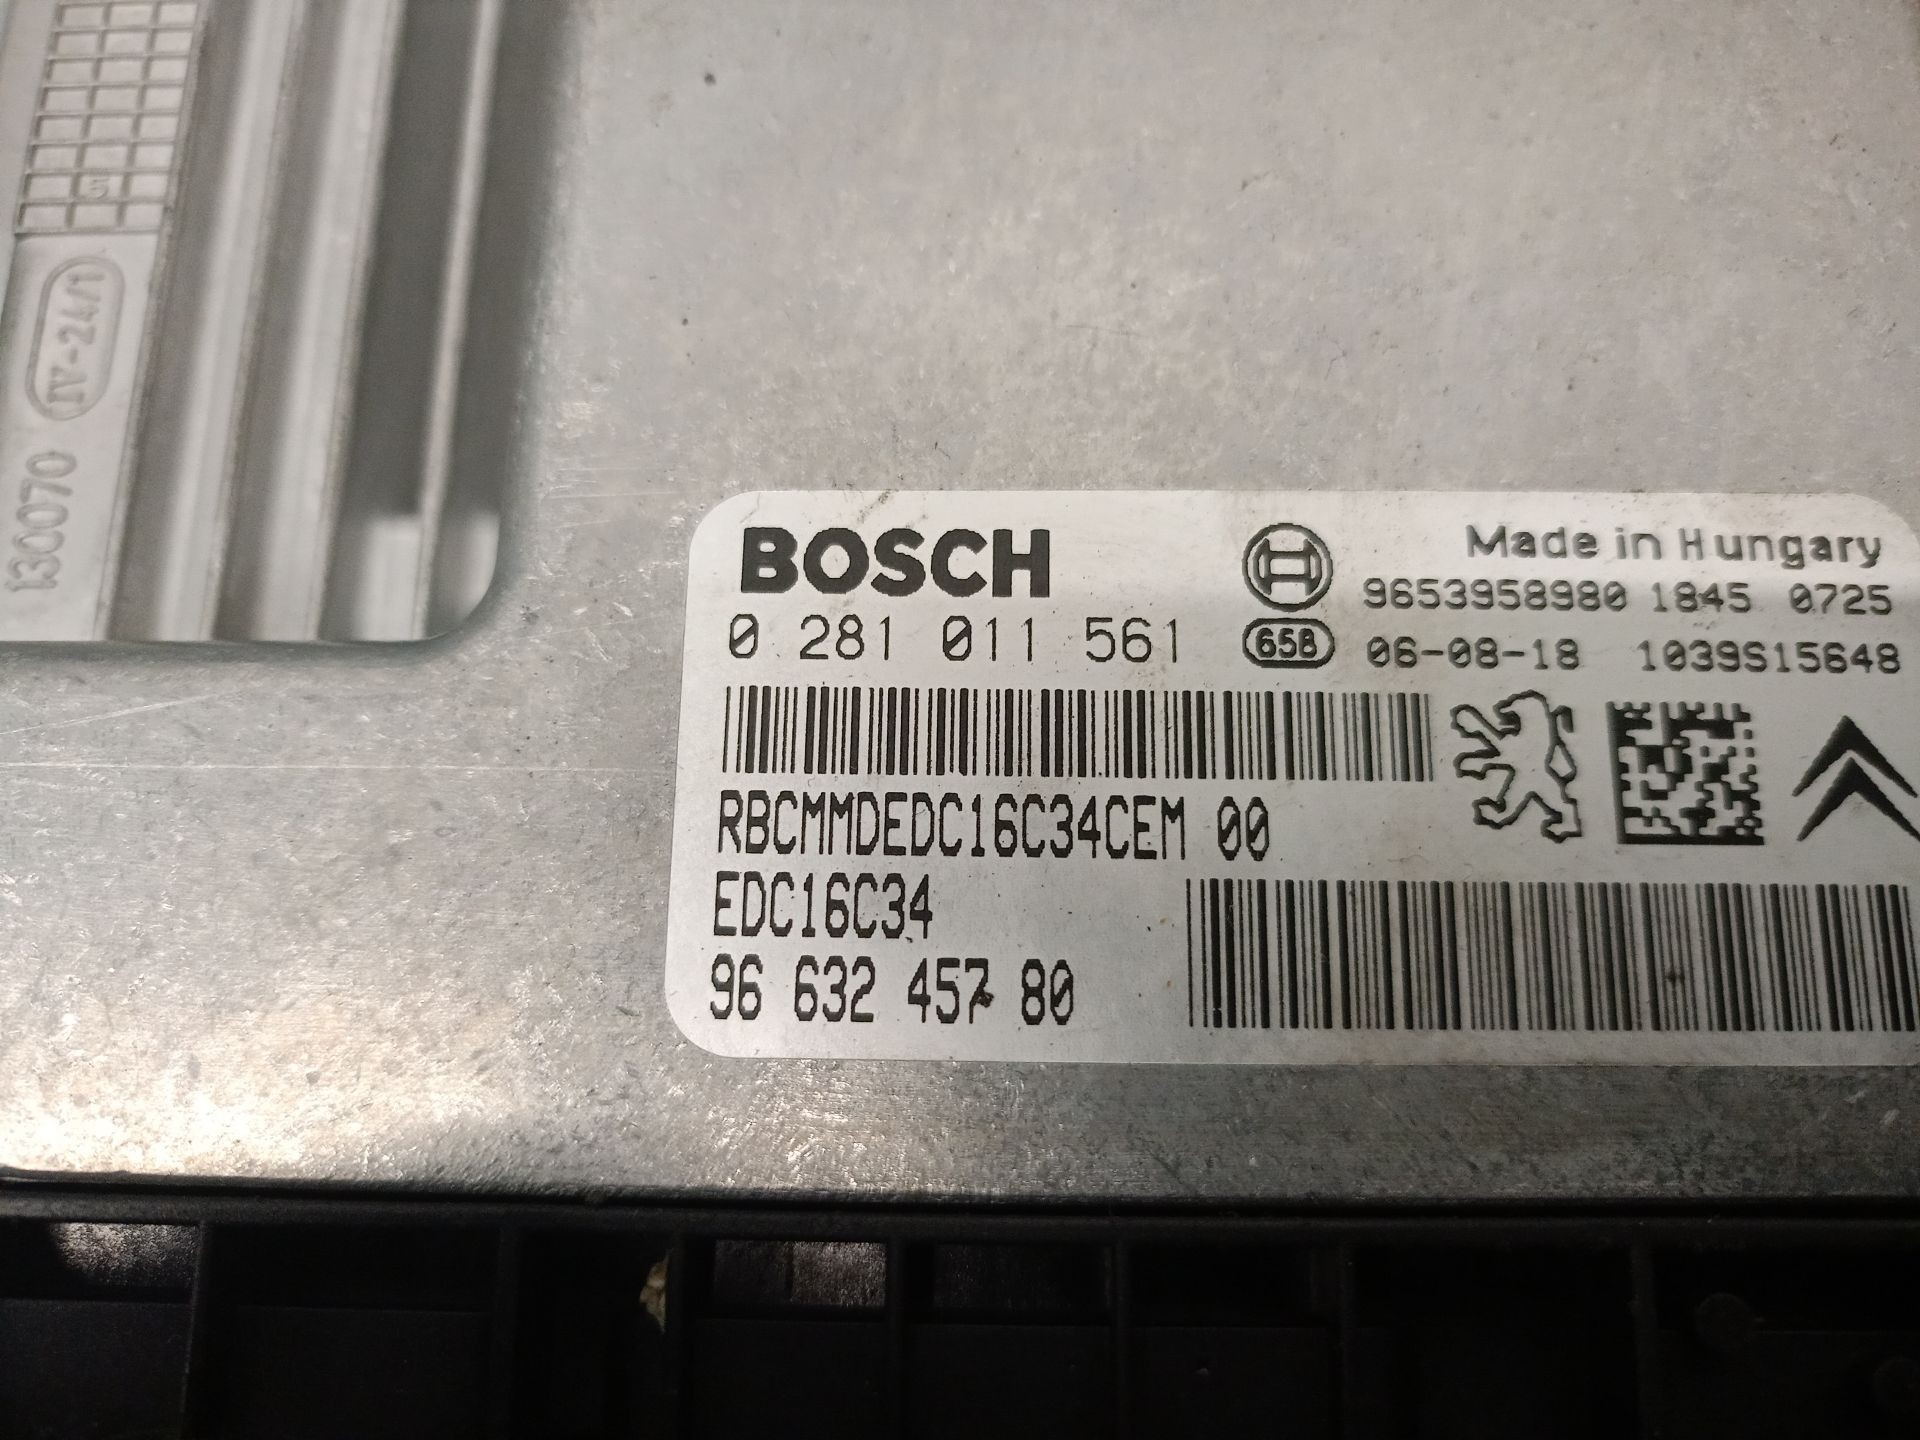 5
IV-24/1
130070
BOSCH
Made in Hungary
9653958980 1845 0725
0 281 011 561
658
06-08-18 1039S15648
RBCMMDEDC16C34CEM 00
EDC16C34
96 632 457 80